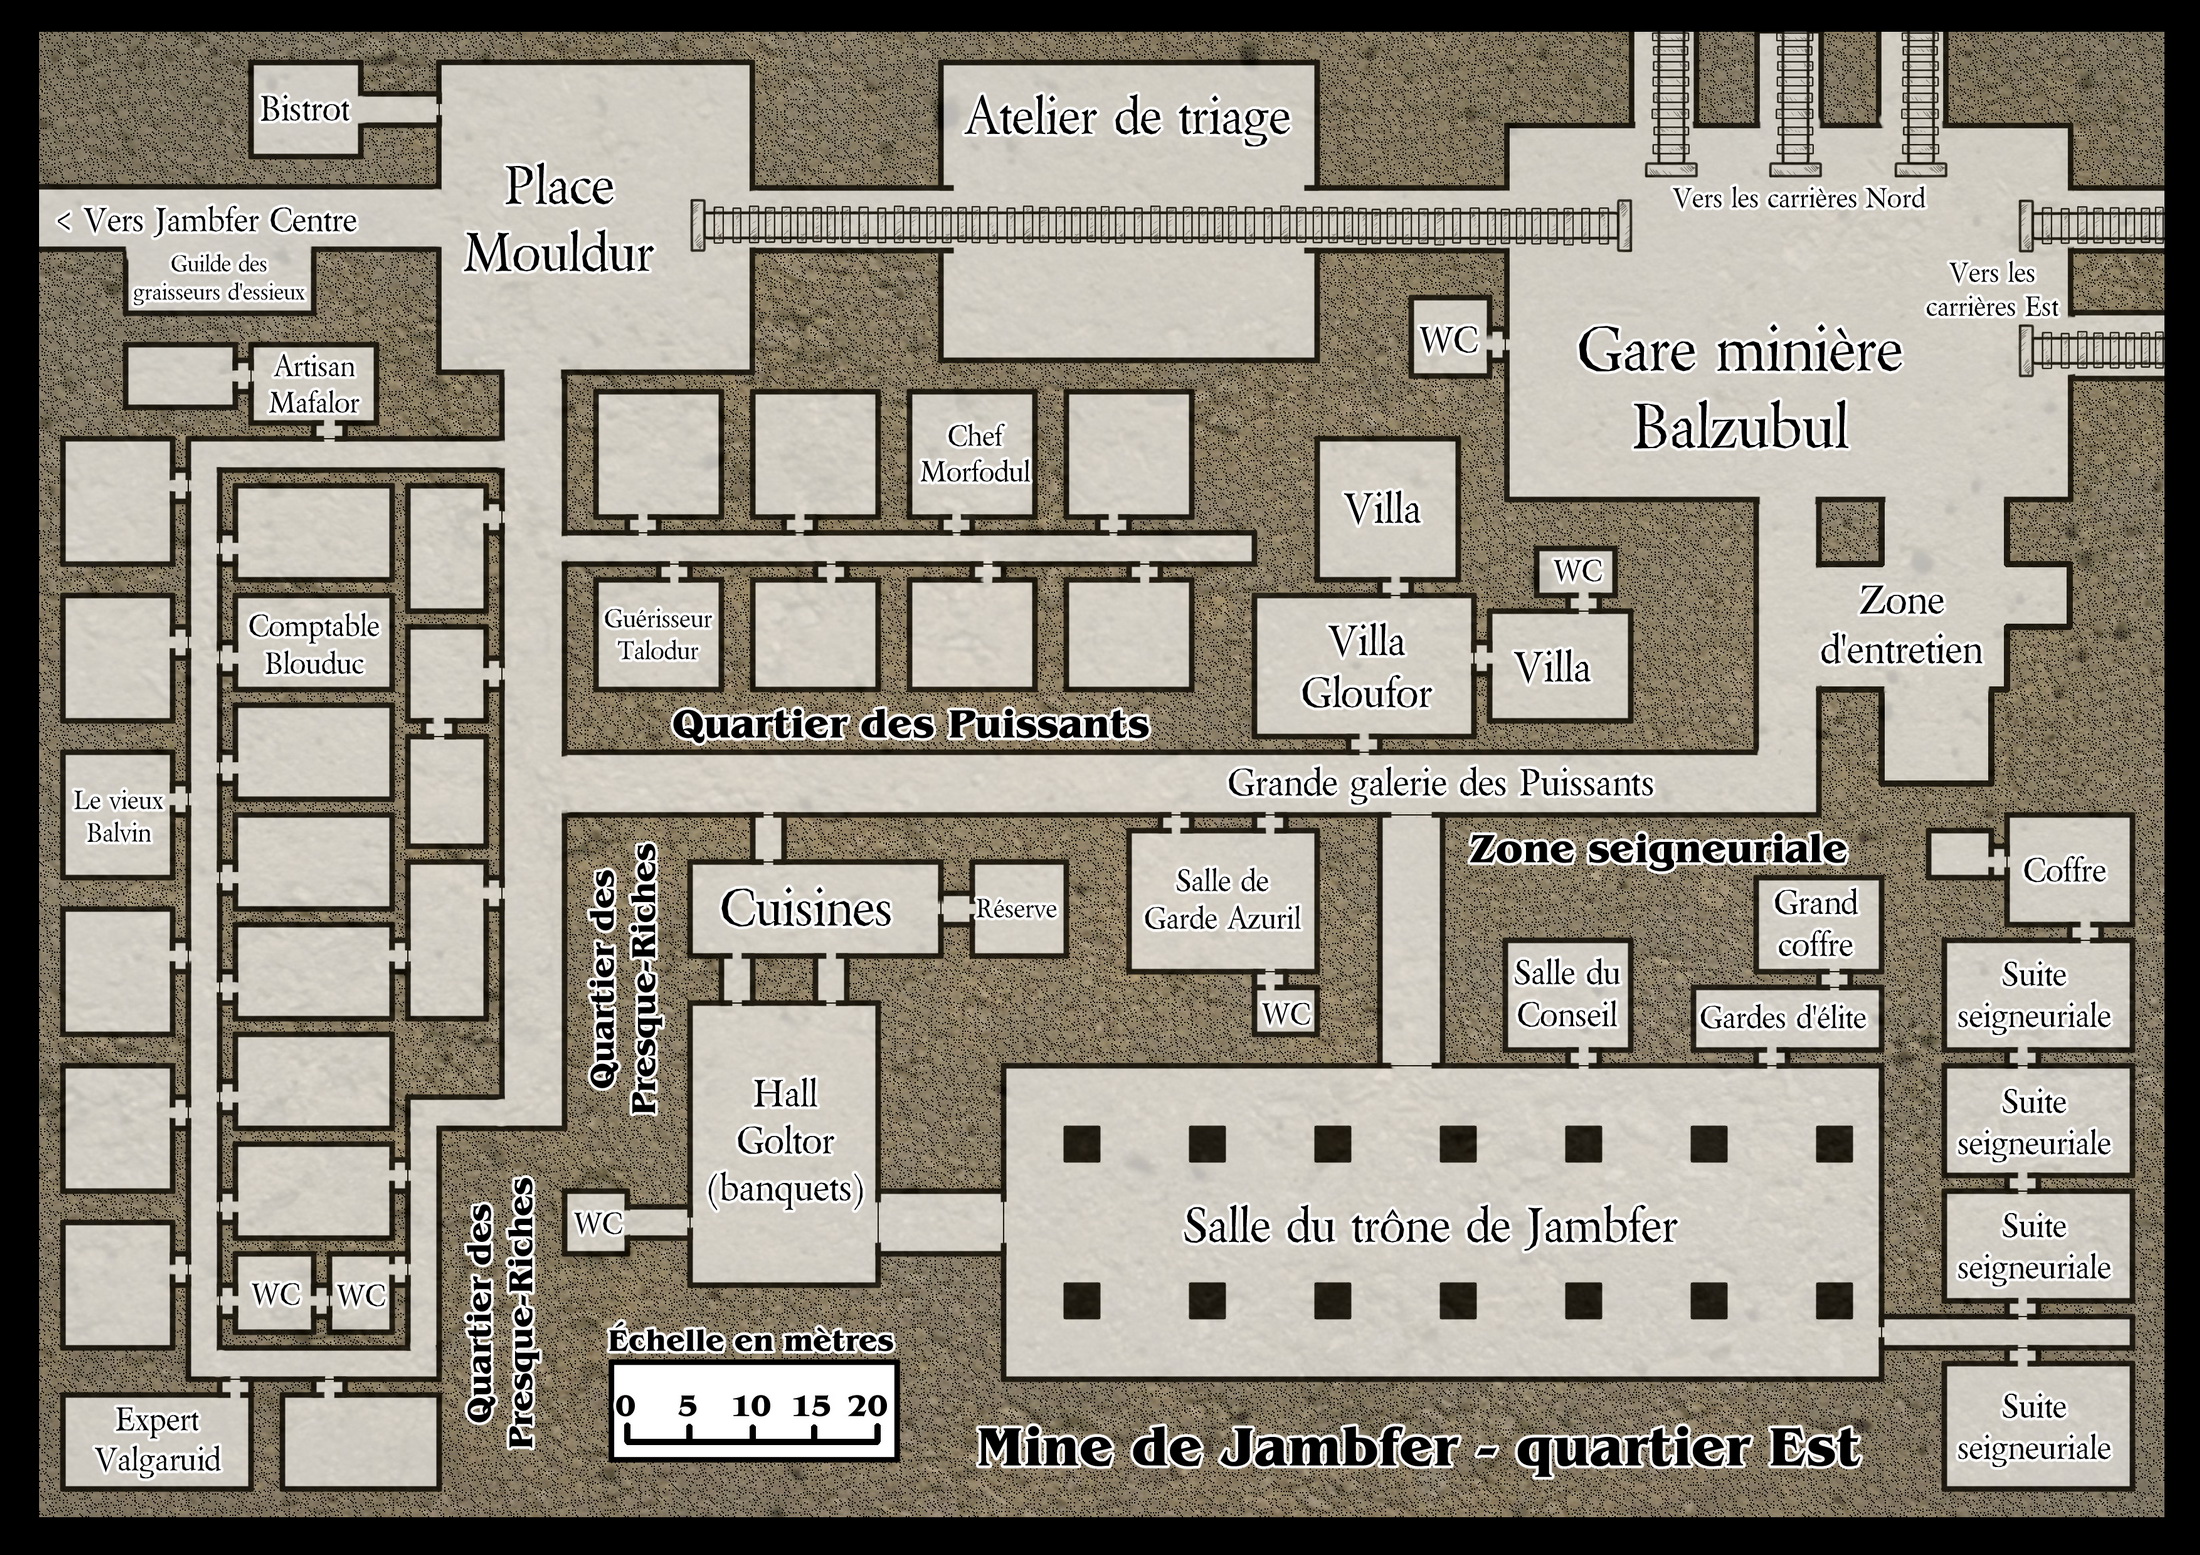 Bistrot
Atelier de triage
Place
Mouldur
< Vers Jambfer Centre
Guilde des
graisseurs d'essieux
Vers les carrières Nord
Vers les
carrières Est
WC
Gare minière
Balzubul
Artisan
Mafalor
Chef
Morfodul
Villa
WC
Zone
d'entretien
Comptable
Blouduc
Guérisseur
Talodur
Villa
Gloufor
Villa
Quartier des Puissants
Grande galerie des Puissants
Le vieux
Balvin
Quartier des
Presque-Riches
Cuisines
Réserve
Salle de
Garde Azuril
WC
Zone seigneuriale
Coffre
Grand
coffre
Salle du
Conseil
Gardes d'élite
Suite
seigneuriale
Suite
seigneuriale
Suite
seigneuriale
Suite
seigneuriale
Hall
Goltor
(banquets)
WC
Salle du trône de Jambfer
WC
WC
Quartier des
Presque-Riches
Expert
Valgaruid
Échelle en mètres
0 5 10 15 20
Mine de Jambfer - quartier Est